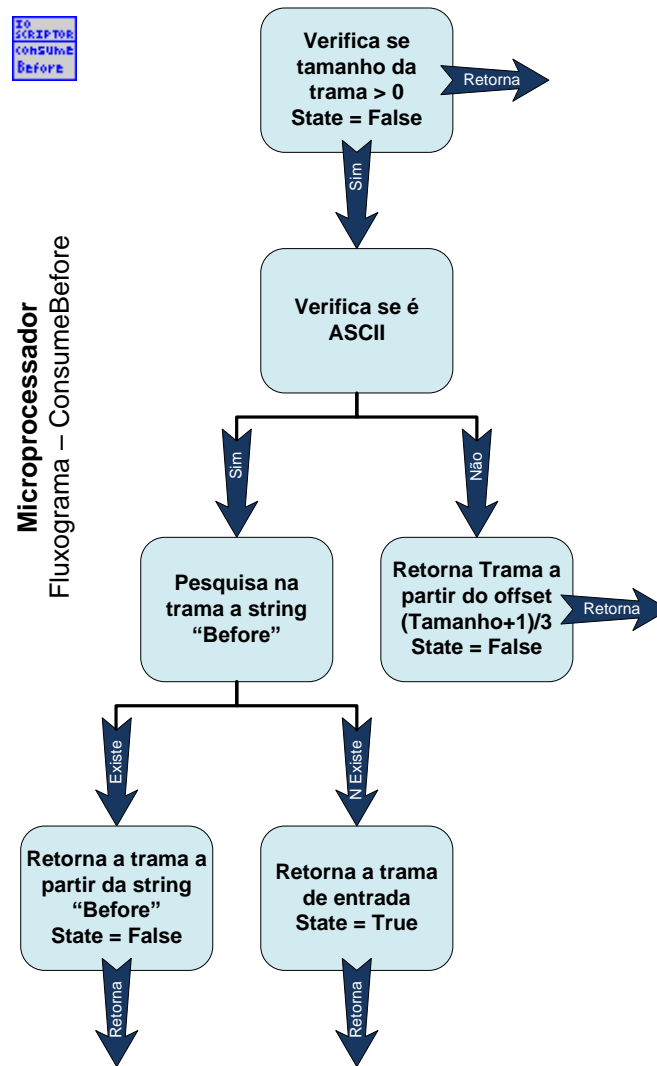 IO
SCRIPTOR
CONSUME
Before
Verifica se
tamanho da
trama > 0
State = False
Retorna
Sim
Microprocessador
Fluxograma – ConsumeBefore
Verifica se é
ASCII
Sim
Não
Pesquisa na
trama a string
“Before”
Retorna Trama a
partir do offset
(Tamanho+1)/3
State = False
Retorna
Existe
N Existe
Retorna a trama a
partir da string
“Before”
State = False
Retorna a trama
de entrada
State = True
Retorna
Retorna